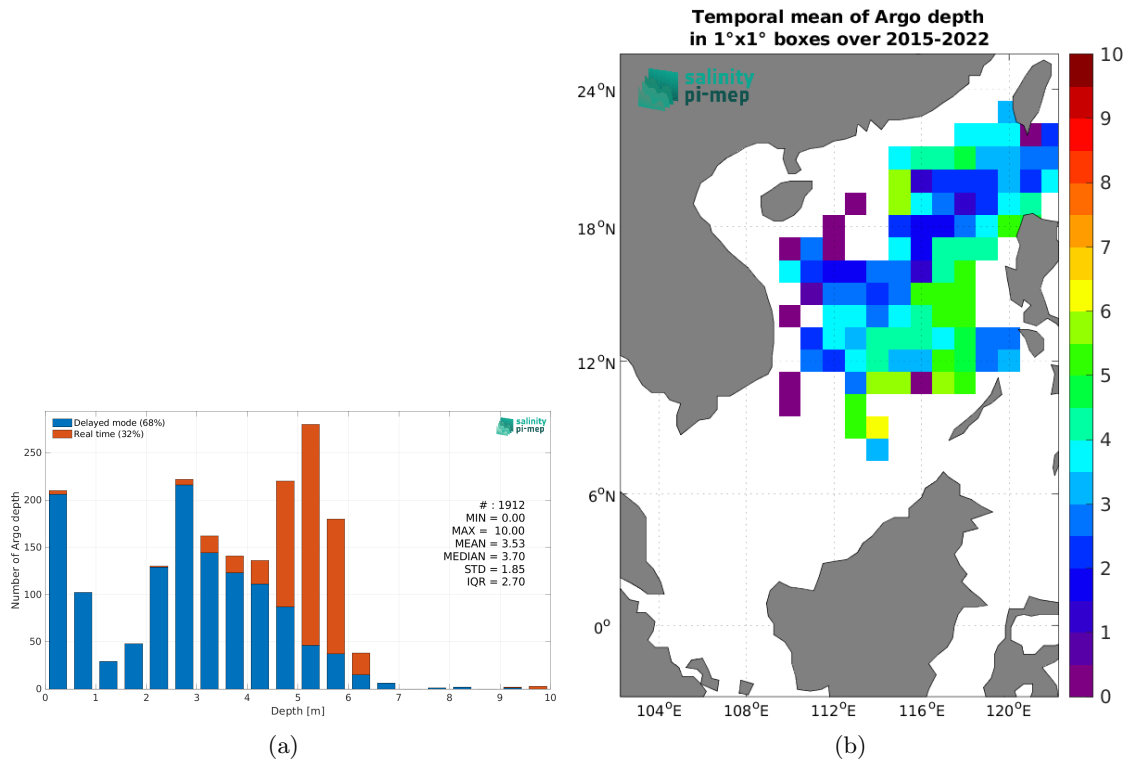 Delayed mode (68%)
Real time (32%)
salinity
pi-mep
# : 1912
MIN = 0.00
MAX = 10.00
MEAN = 3.53
MEDIAN = 3.70
STD = 1.85
IQR = 2.70
Number of Argo depth
250
200
150
100
50
0
0 1 2 3 4 5 6 7 8 9 10
Depth [m]
(a)
Temporal mean of Argo depth
in 1°x1° boxes over 2015-2022
salinity
pi-mep
24°N
18°N
12°N
6°N
0°
104°E 108°E 112°E 116°E 120°E
10
9
8
7
6
5
4
3
2
1
0
(b)